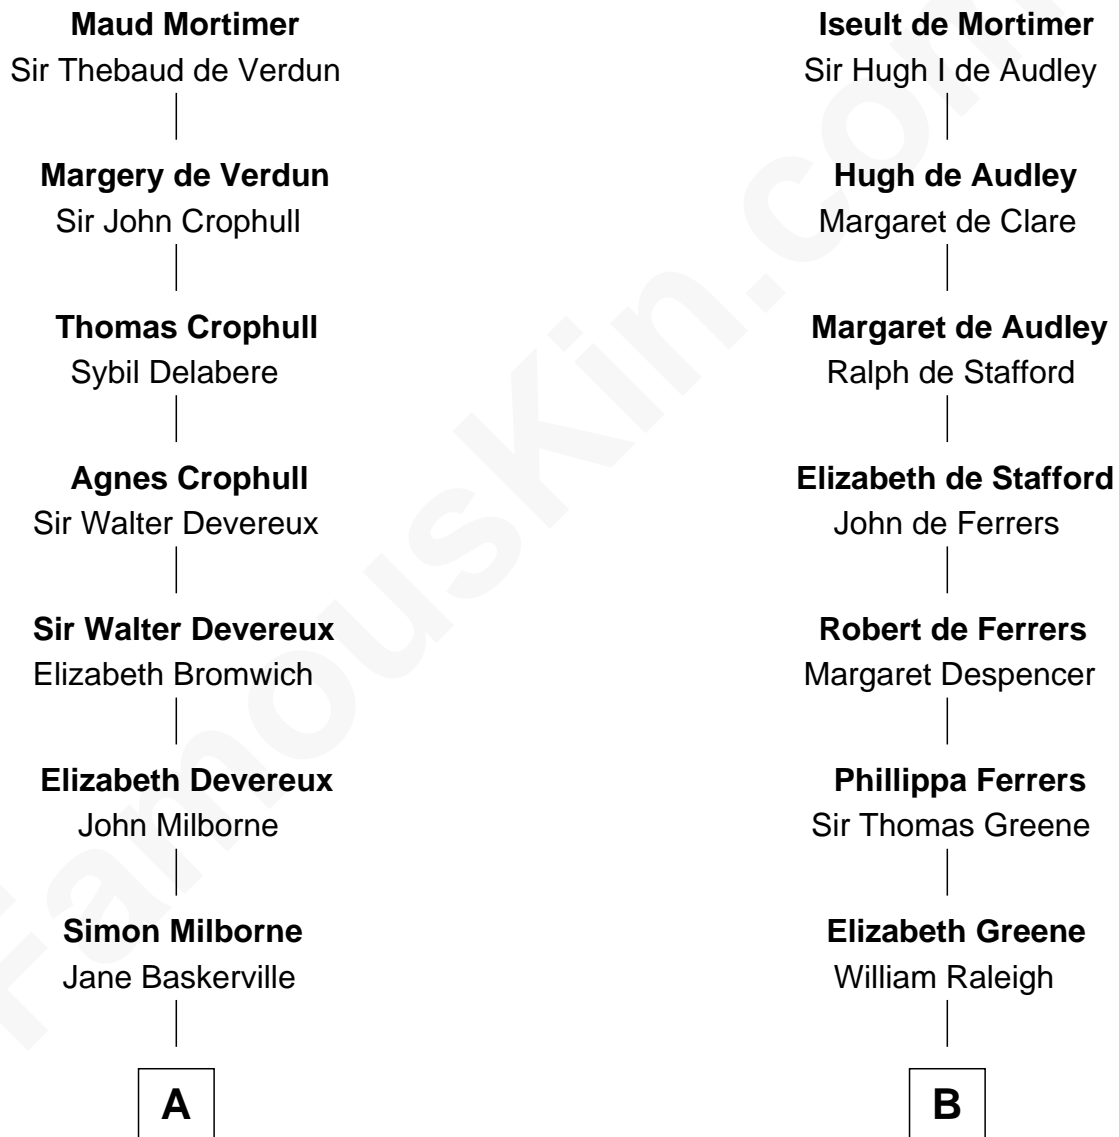 Maud Mortimer
Sir Thebaud de Verdun
Margery de Verdun
Sir John Crophull
Thomas Crophull
Sybil Delabere
Agnes Crophull
Sir Walter Devereux
Sir Walter Devereux
Elizabeth Bromwich
Elizabeth Devereux
John Milborne
Simon Milborne
Jane Baskerville
A
Iseult de Mortimer
Sir Hugh I de Audley
Hugh de Audley
Margaret de Clare
Margaret de Audley
Ralph de Stafford
Elizabeth de Stafford
John de Ferrers
Robert de Ferrers
Margaret Despencer
Phillippa Ferrers
Sir Thomas Greene
Elizabeth Greene
William Raleigh
B
FamousKin.com